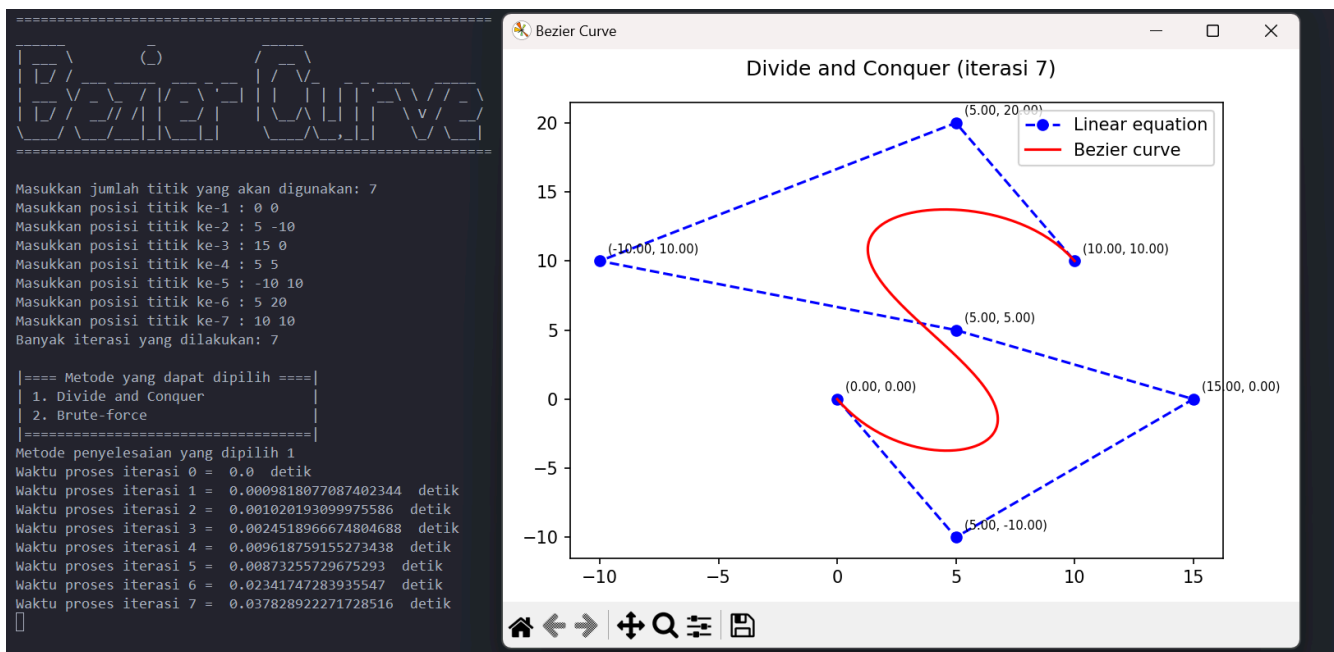 Bezier Curve
Masukkan jumlah titik yang akan digunakan: 7
Masukkan posisi titik ke-1 : 0 0
Masukkan posisi titik ke-2 : 5 -10
Masukkan posisi titik ke-3 : 15 0
Masukkan posisi titik ke-4 : 5 5
Masukkan posisi titik ke-5 : -10 10
Masukkan posisi titik ke-6 : 5 20
Masukkan posisi titik ke-7 : 10 10
Banyak iterasi yang dilakukan: 7
|==== Metode yang dapat dipilih ====|
| 1. Divide and Conquer |
| 2. Brute-force |
|===================================|
Metode penyelesaian yang dipilih 1
Waktu proses iterasi 0 =  0.0  detik
Waktu proses iterasi 1 =  0.0009818077087402344  detik
Waktu proses iterasi 2 =  0.001020193099975586  detik
Waktu proses iterasi 3 =  0.0024518966674804688  detik
Waktu proses iterasi 4 =  0.009618759155273438  detik
Waktu proses iterasi 5 =  0.00873255729675293  detik
Waktu proses iterasi 6 =  0.02341747283935547  detik
Waktu proses iterasi 7 =  0.037828922271728516  detik
Bezier Curve
Divide and Conquer (iterasi 7)
Linear equation
Bezier curve
(5.00, 20.00)
(-10.00, 10.00)
(10.00, 10.00)
(5.00, 5.00)
(0.00, 0.00)
(15.00, 0.00)
(5.00, -10.00)
20
15
10
5
0
−5
−10
−10 −5 0 5 10 15